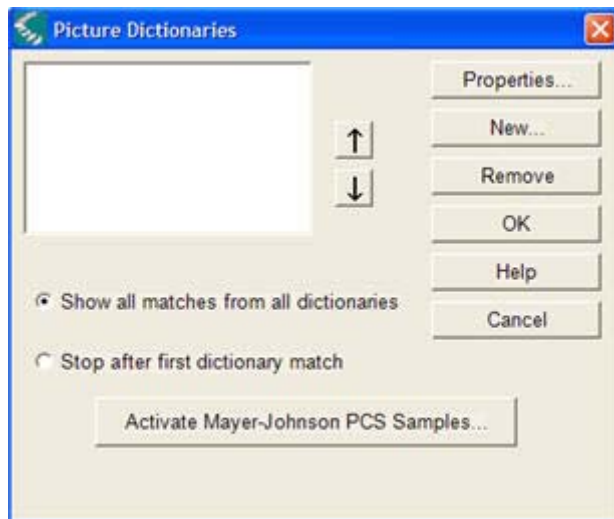 Picture Dictionaries
Properties...
New...
Remove
OK
Help
Cancel
Show all matches from all dictionaries
Stop after first dictionary match
Activate Mayer-Johnson PCS Samples...